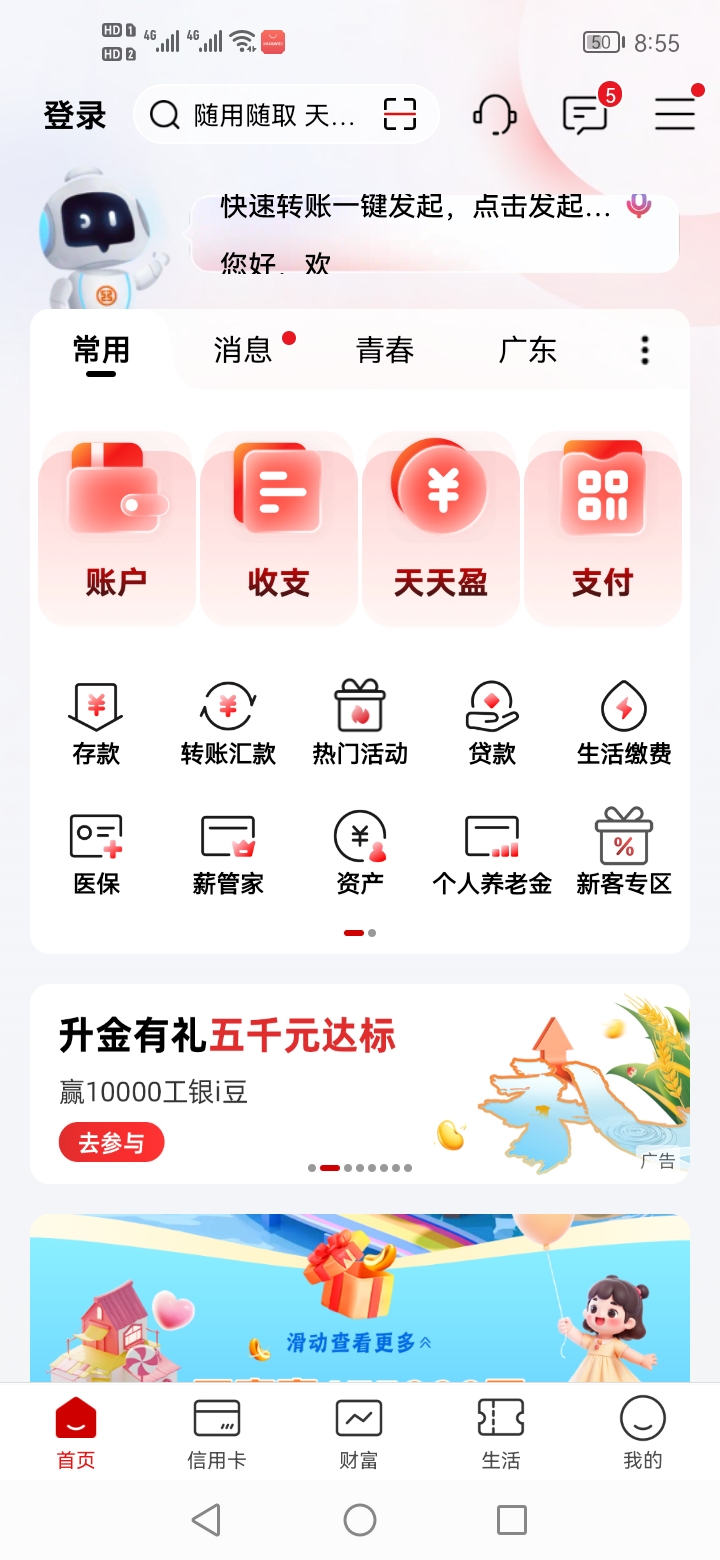 HD 1 4G 4G HUAWEI 50 8:55
HD 2
登录 随用随取 天... 5
快速转账一键发起，点击发起...
您好，欢
常用 消息 青春 广东
账户 收支 天天盈 支付
存款 转账汇款 热门活动 贷款 生活缴费
医保 薪管家 资产 个人养老金 新客专区
升金有礼五千元达标
赢10000工银i豆
去参与
广告
滑动查看更多
首页 信用卡 财富 生活 我的